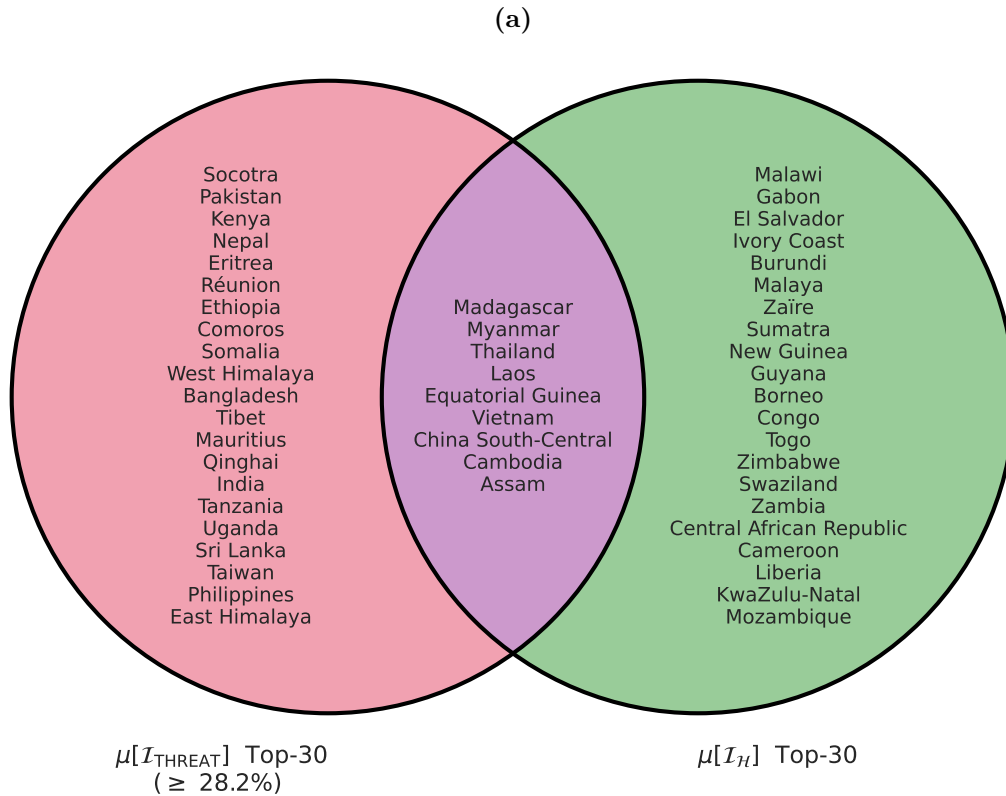 (a)
Socotra
Pakistan
Kenya
Nepal
Eritrea
Réunion
Ethiopia
Comoros
Somalia
West Himalaya
Bangladesh
Tibet
Mauritius
Qinghai
India
Tanzania
Uganda
Sri Lanka
Taiwan
Philippines
East Himalaya
Madagascar
Myanmar
Thailand
Laos
Equatorial Guinea
Vietnam
China South-Central
Cambodia
Assam
Malawi
Gabon
El Salvador
Ivory Coast
Burundi
Malaya
Zaïre
Sumatra
New Guinea
Guyana
Borneo
Congo
Togo
Zimbabwe
Swaziland
Zambia
Central African Republic
Cameroon
Liberia
KwaZulu-Natal
Mozambique
μ[𝓘_THREAT] Top-30
(≥ 28.2%)
μ[𝓘_𝓗] Top-30